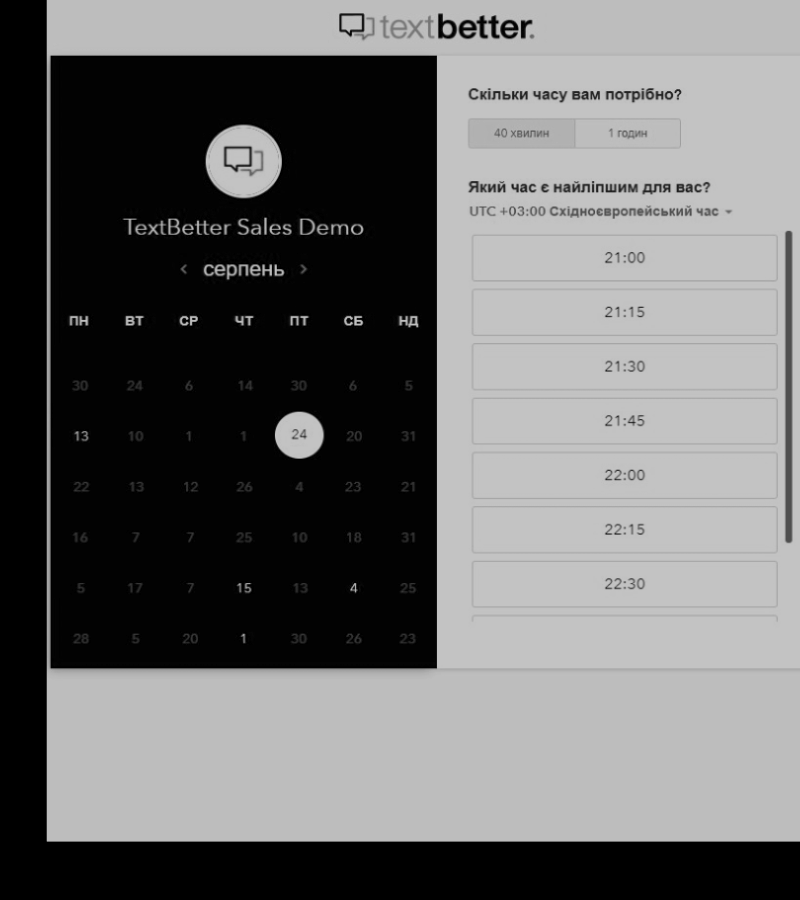 textbetter.
TextBetter Sales Demo
< серпень >
ПН ВТ СР ЧТ ПТ СБ НД
30 24 6 14 30 6 5
13 10 1 1 24 20 31
22 13 12 26 4 23 21
16 7 7 25 10 18 31
5 17 7 15 13 4 25
28 5 20 1 30 26 23
Скільки часу вам потрібно?
40 хвилин 1 годин
Який час є найліпшим для вас?
UTC +03:00 Східноєвропейський час
21:00
21:15
21:30
21:45
22:00
22:15
22:30